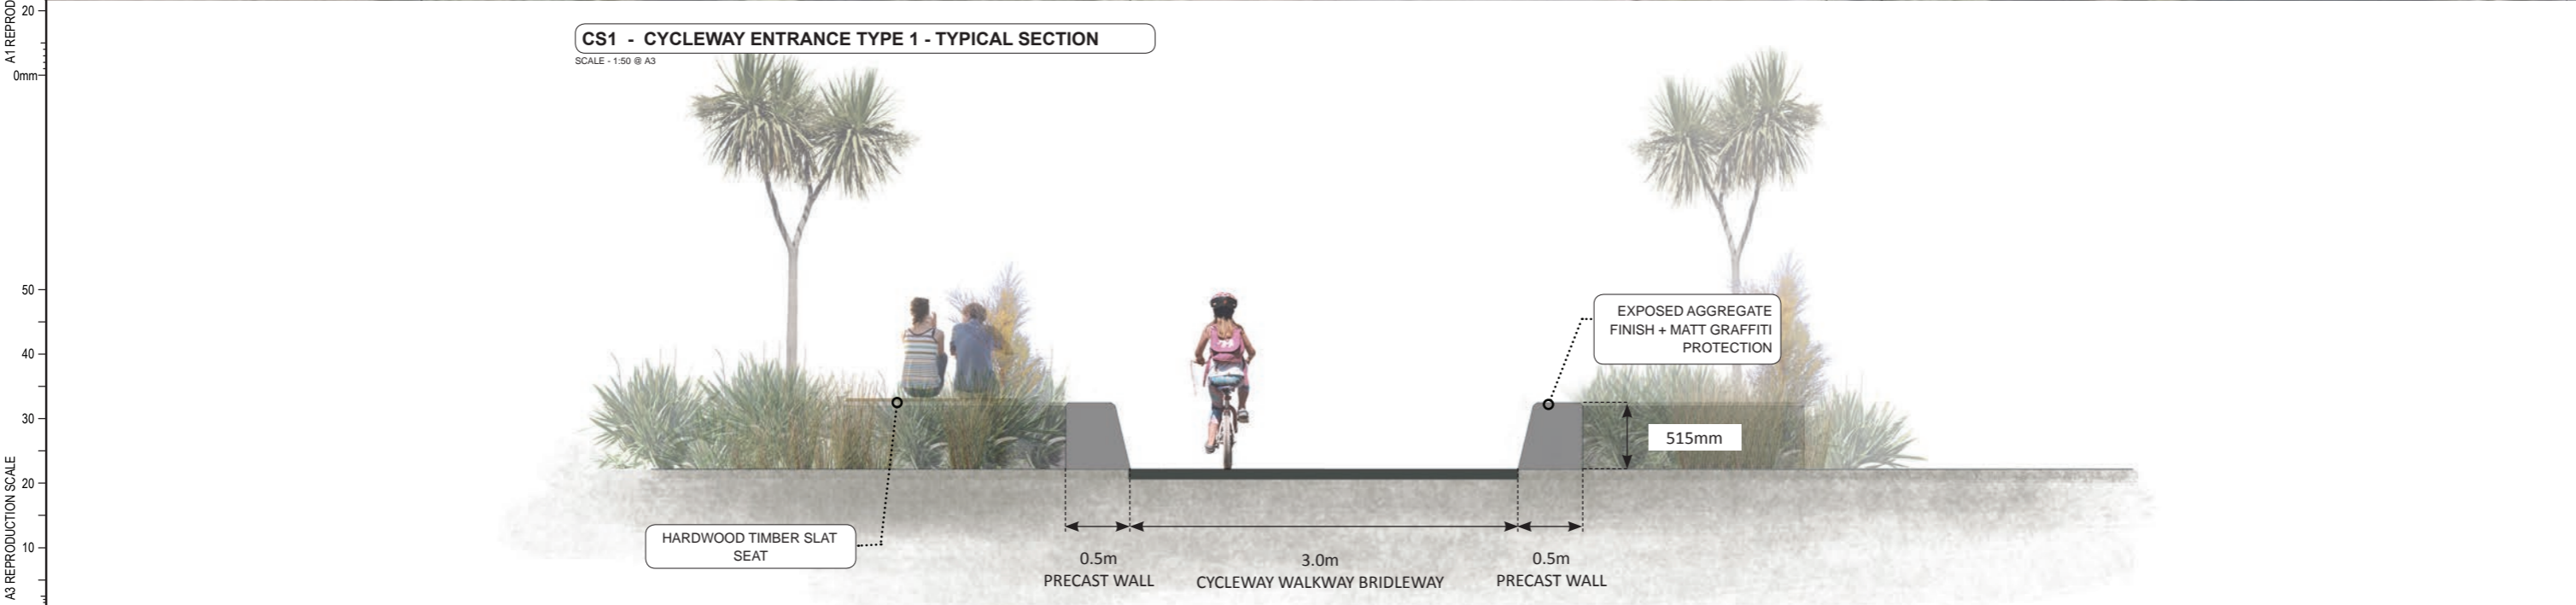 A1 REPROD
20
0mm
50
40
30
20
10
A3 REPRODUCTION SCALE
CS1 - CYCLEWAY ENTRANCE TYPE 1 - TYPICAL SECTION
SCALE - 1:50 @ A3
EXPOSED AGGREGATE
FINISH + MATT GRAFFITI
PROTECTION
515mm
HARDWOOD TIMBER SLAT
SEAT
0.5m
PRECAST WALL
3.0m
CYCLEWAY WALKWAY BRIDLEWAY
0.5m
PRECAST WALL